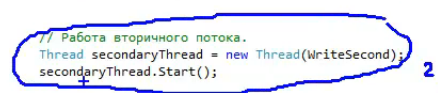 // Работа вторичного потока.
Thread secondaryThread = new Thread(WriteSecond);
secondaryThread.Start();
2